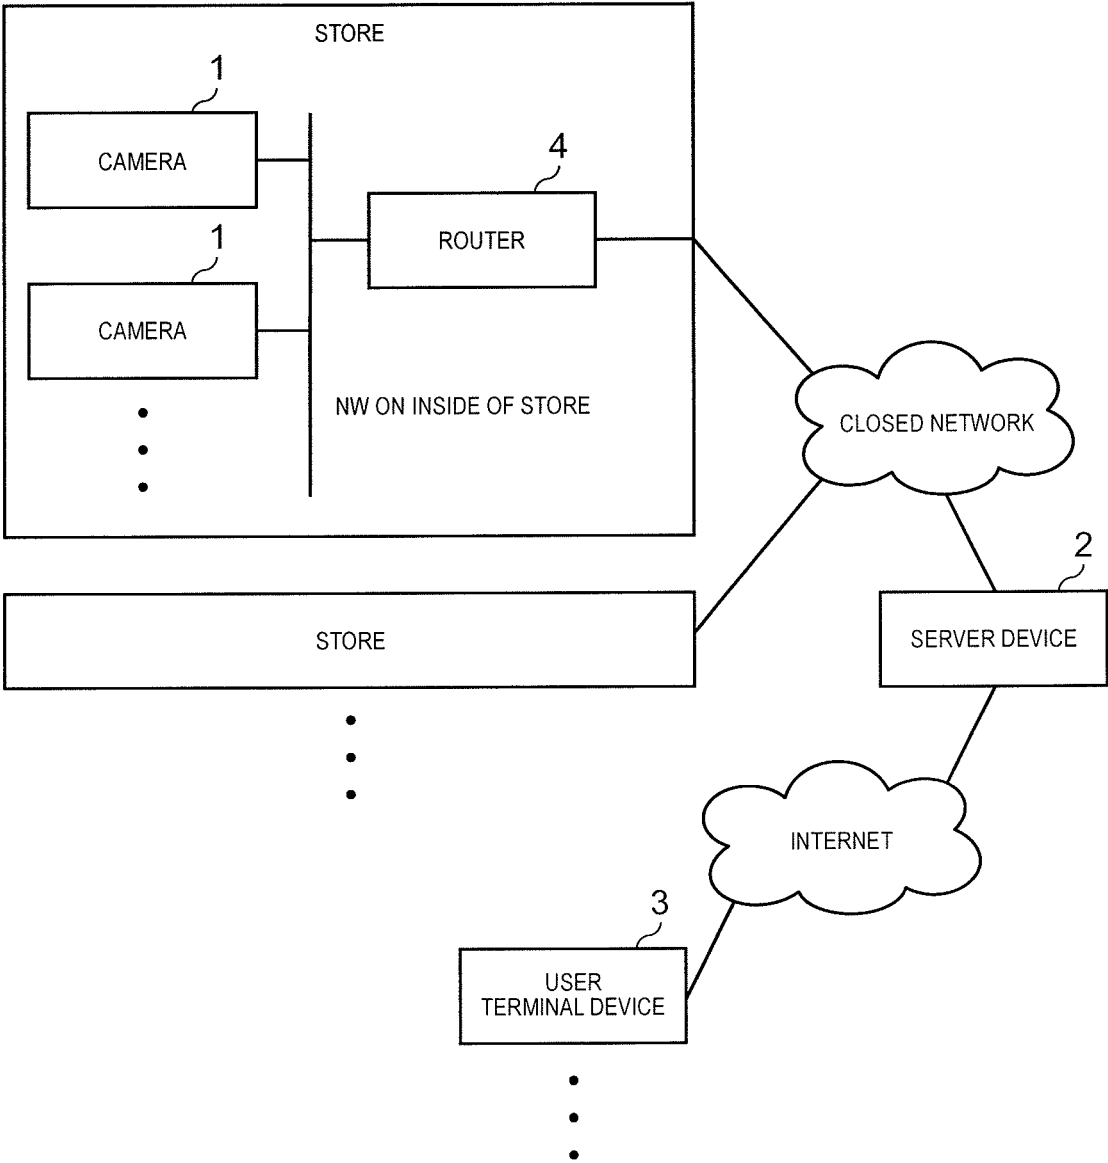 STORE
1
CAMERA
4
ROUTER
1
CAMERA
NW ON INSIDE OF STORE
CLOSED NETWORK
2
SERVER DEVICE
STORE
INTERNET
3
USER
TERMINAL DEVICE